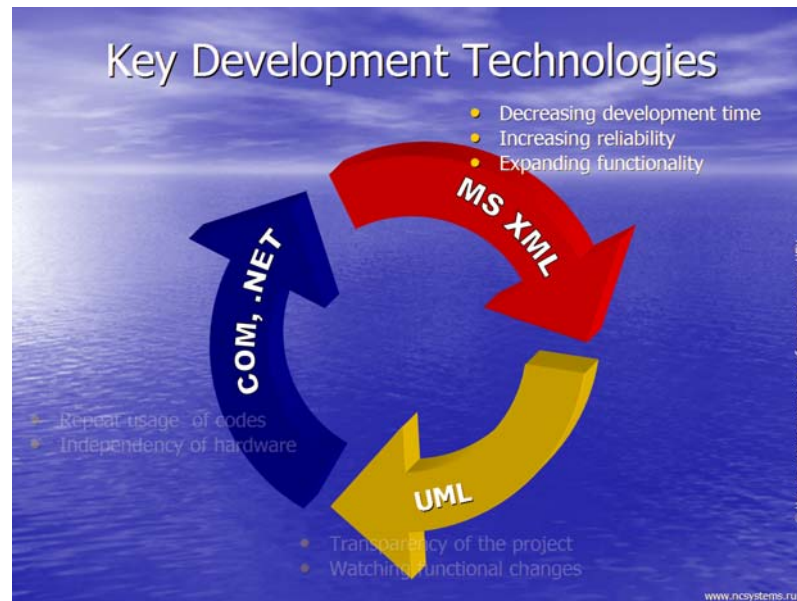 Key Development Technologies
• Decreasing development time
• Increasing reliability
• Expanding functionality
MS XML
COM, .NET
• Repeat usage of codes
• Independency of hardware
UML
• Transparency of the project
• Watching functional changes
www.ncsystems.ru